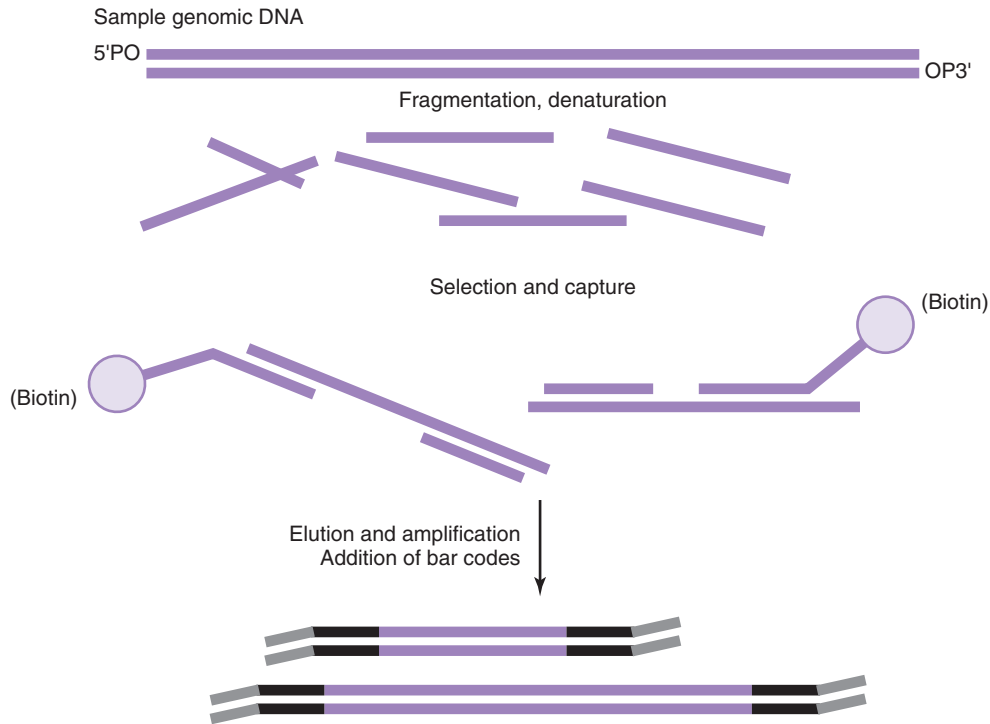 Sample genomic DNA
5'PO
OP3'
Fragmentation, denaturation
Selection and capture
(Biotin)
(Biotin)
Elution and amplification
Addition of bar codes